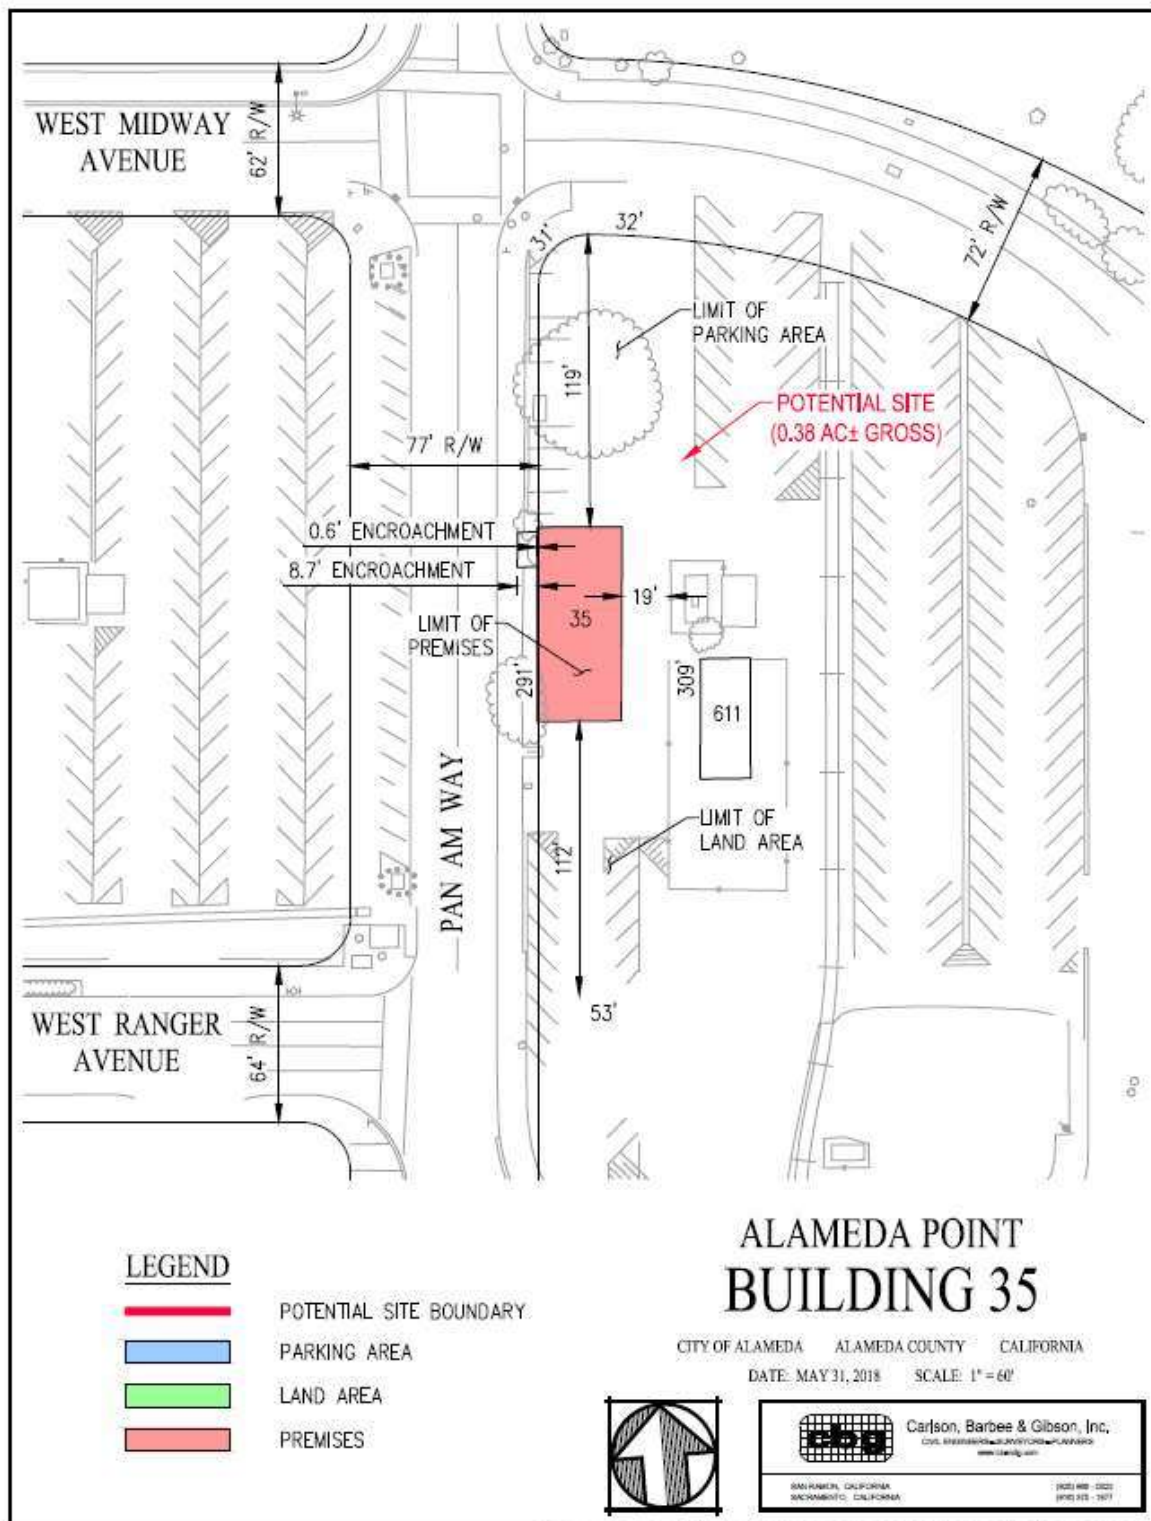 WEST MIDWAY
AVENUE
62' R/W
31'
32'
72' R/W
LIMIT OF
PARKING AREA
119'
POTENTIAL SITE
(0.38 AC± GROSS)
77' R/W
0.6' ENCROACHMENT
8.7' ENCROACHMENT
19'
35
LIMIT OF
PREMISES
291'
309'
611
PAN AM WAY
LIMIT OF
LAND AREA
112'
53'
WEST RANGER
AVENUE
64' R/W
LEGEND
POTENTIAL SITE BOUNDARY
PARKING AREA
LAND AREA
PREMISES
ALAMEDA POINT
BUILDING 35
CITY OF ALAMEDA ALAMEDA COUNTY CALIFORNIA
DATE: MAY 31, 2018 SCALE: 1" = 60'
cbg
Carlson, Barbee & Gibson, Inc.
CIVIL ENGINEERS SURVEYORS PLANNERS
SAN RAMON, CALIFORNIA
SACRAMENTO, CALIFORNIA